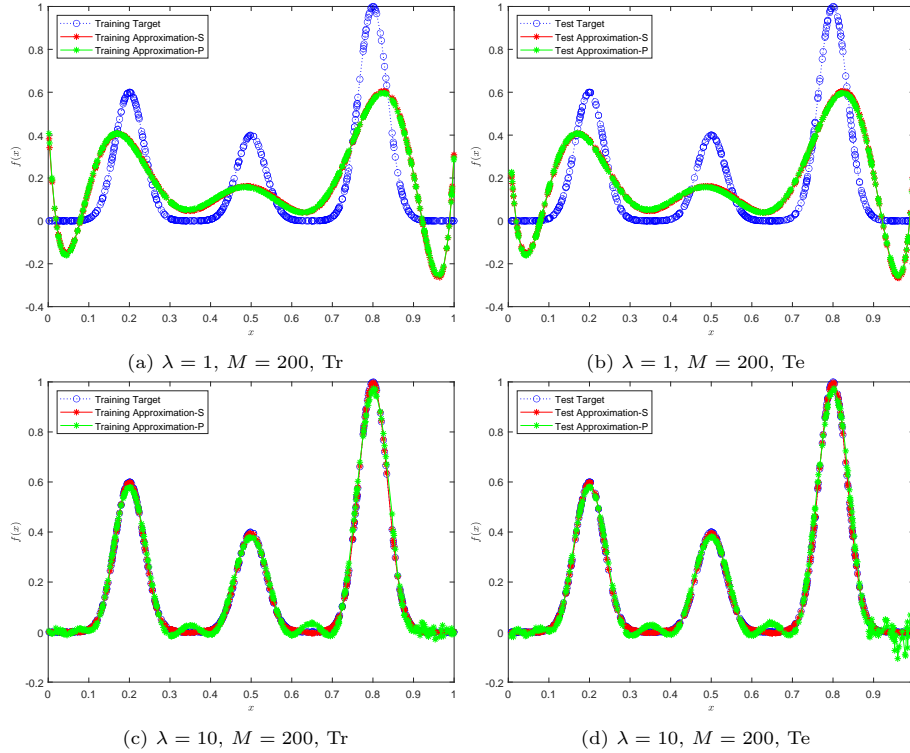 1
0.8
0.6
0.4
0.2
0
-0.2
-0.4
f(x)
Training Target
Training Approximation-S
Training Approximation-P
0 0.1 0.2 0.3 0.4 0.5 0.6 0.7 0.8 0.9 1
x
(a) λ = 1, M = 200, Tr
1
0.8
0.6
0.4
0.2
0
-0.2
-0.4
f(x)
Test Target
Test Approximation-S
Test Approximation-P
0 0.1 0.2 0.3 0.4 0.5 0.6 0.7 0.8 0.9
x
(b) λ = 1, M = 200, Te
1
0.8
0.6
0.4
0.2
0
-0.2
f(x)
Training Target
Training Approximation-S
Training Approximation-P
0 0.1 0.2 0.3 0.4 0.5 0.6 0.7 0.8 0.9 1
x
(c) λ = 10, M = 200, Tr
1
0.8
0.6
0.4
0.2
0
-0.2
f(x)
Test Target
Test Approximation-S
Test Approximation-P
0 0.1 0.2 0.3 0.4 0.5 0.6 0.7 0.8 0.9
x
(d) λ = 10, M = 200, Te